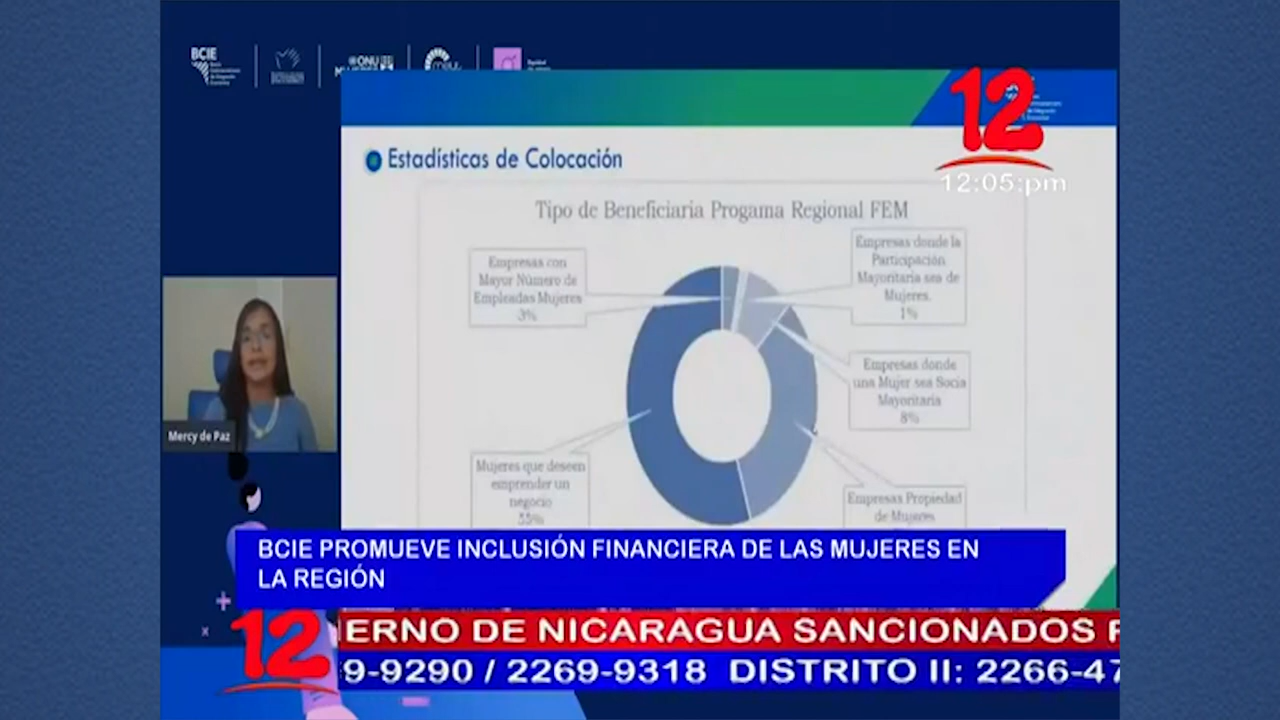 BCIE
ONU
MUJERES
12
12:05:pm
Estadísticas de Colocación
Tipo de Beneficiaria Progama Regional FEM
Empresas con
Mayor Número de
Empleadas Mujeres
3%
Empresas donde la
Participación
Mayoritaria sea de
Mujeres.
1%
Empresas donde
una Mujer sea Socia
Mayoritaria
8%
Mujeres que deseen
emprender un
negocio
55%
Empresas Propiedad
de Mujeres
Mercy de Paz
BCIE PROMUEVE INCLUSIÓN FINANCIERA DE LAS MUJERES EN
LA REGIÓN
12
IERNO DE NICARAGUA SANCIONADOS
9-9290 / 2269-9318 DISTRITO II: 2266-47